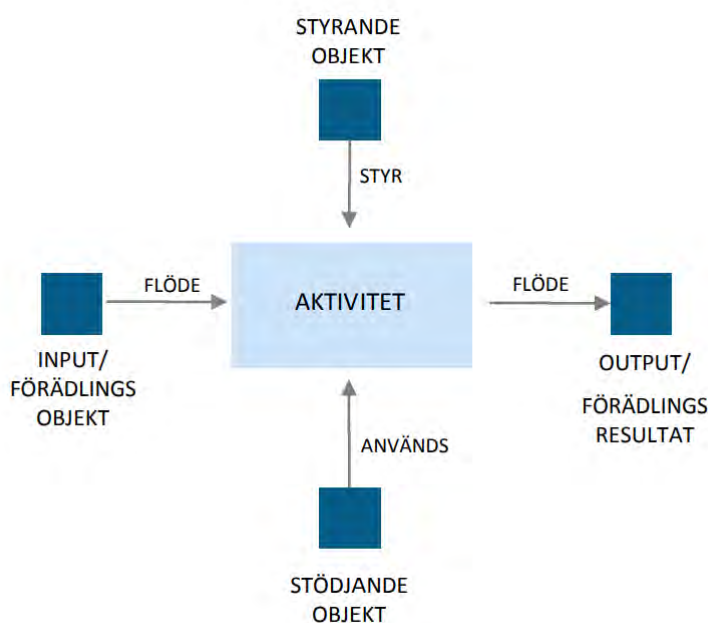 STYRANDE
OBJEKT
STYR
FLÖDE
AKTIVITET
FLÖDE
INPUT/
FÖRÄDLINGS
OBJEKT
OUTPUT/
FÖRÄDLINGS
RESULTAT
ANVÄNDS
STÖDJANDE
OBJEKT